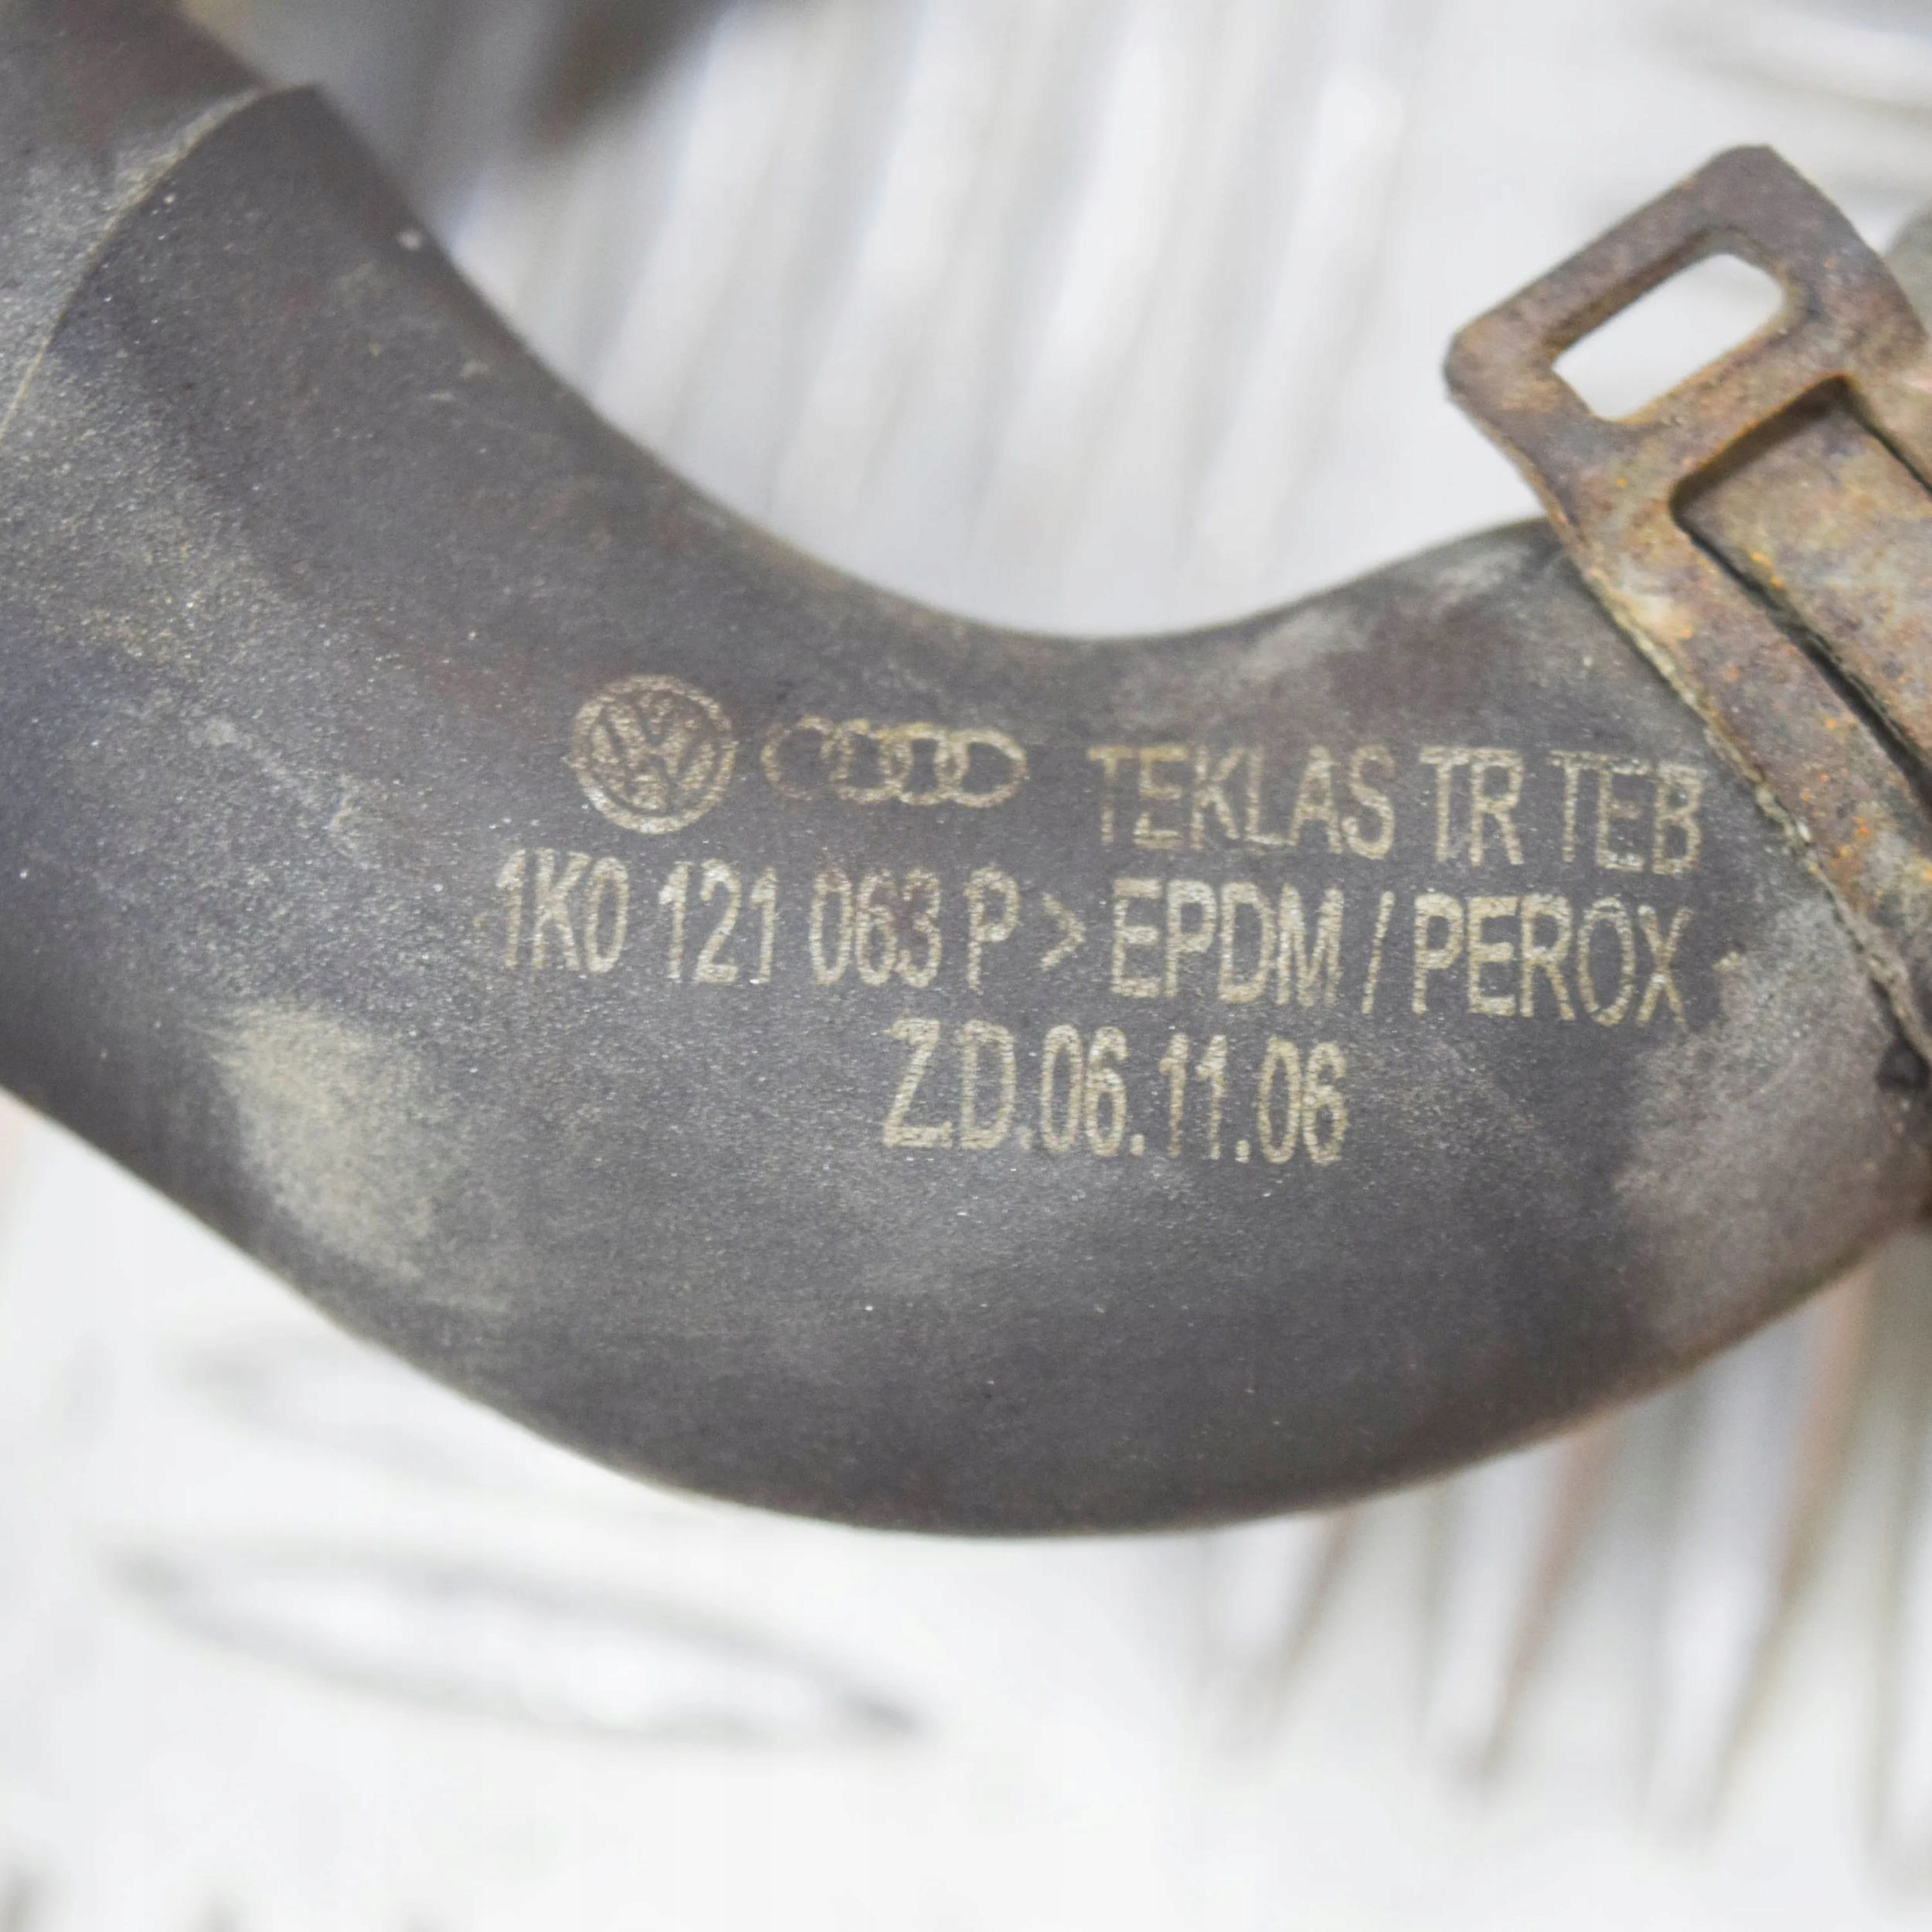 TEKLAS TR TEB
1K0 121 063 P > EPDM / PEROX
Z.D.06.11.06